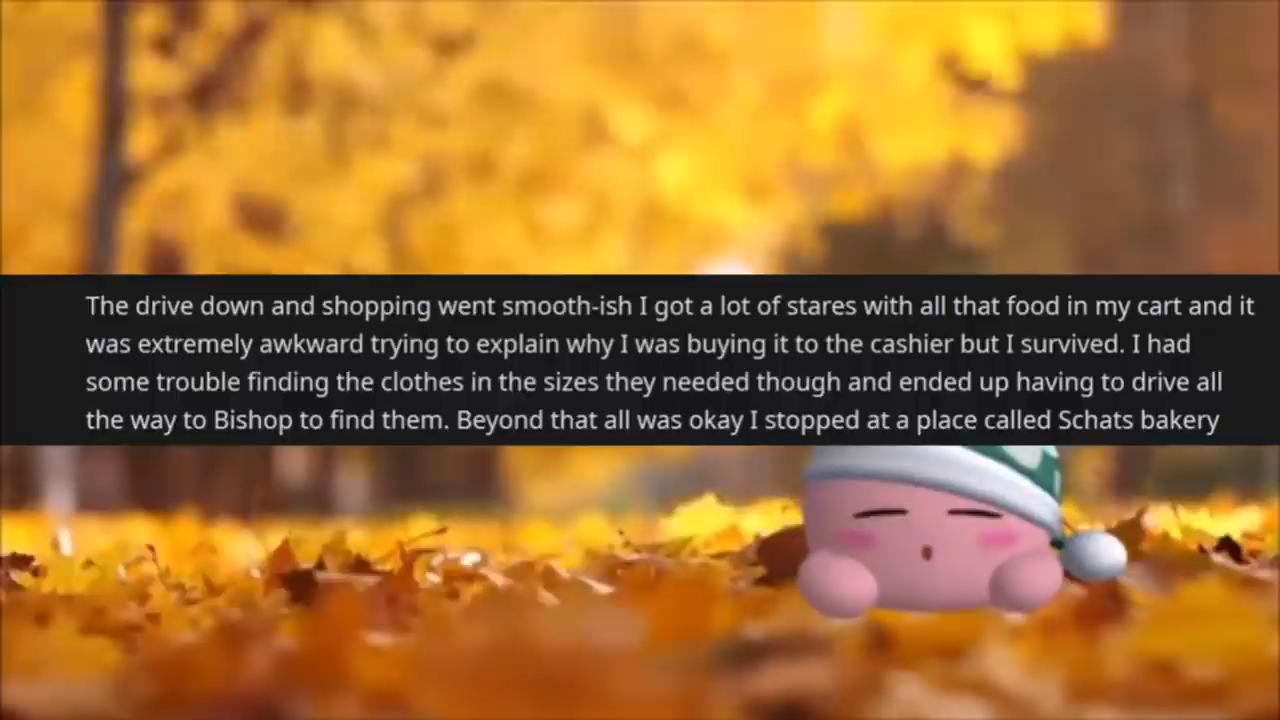 The drive down and shopping went smooth-ish I got a lot of stares with all that food in my cart and it
was extremely awkward trying to explain why I was buying it to the cashier but I survived. I had
some trouble finding the clothes in the sizes they needed though and ended up having to drive all
the way to Bishop to find them. Beyond that all was okay I stopped at a place called Schats bakery